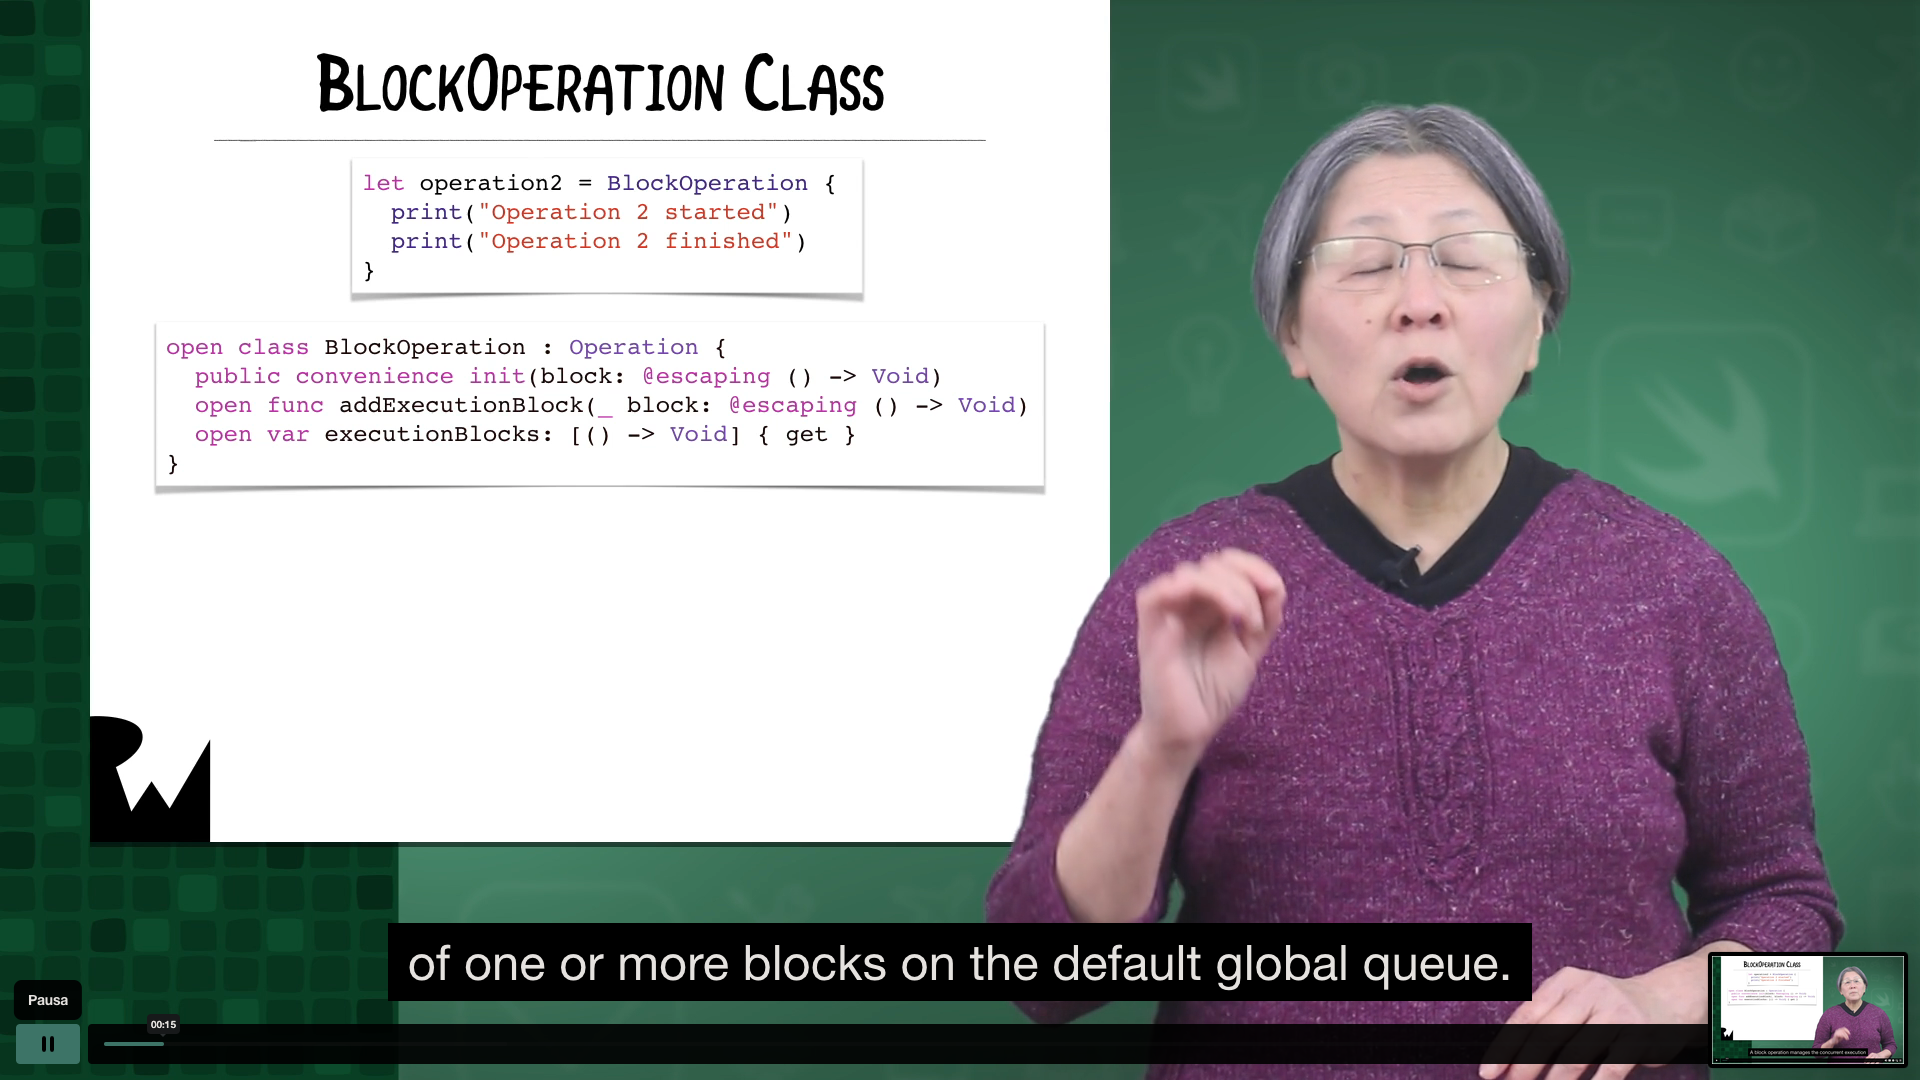 BLOCKOPERATION CLASS
let operation2 = BlockOperation {
print("Operation 2 started")
print("Operation 2 finished")
}
open class BlockOperation : Operation {
public convenience init(block: @escaping () -> Void)
open func addExecutionBlock(_ block: @escaping () -> Void)
open var executionBlocks: [() -> Void] { get }
}
RW
of one or more blocks on the default global queue.
Pausa
00:15
BLOCKOPERATION CLASS
A block operation manages the concurrent execution